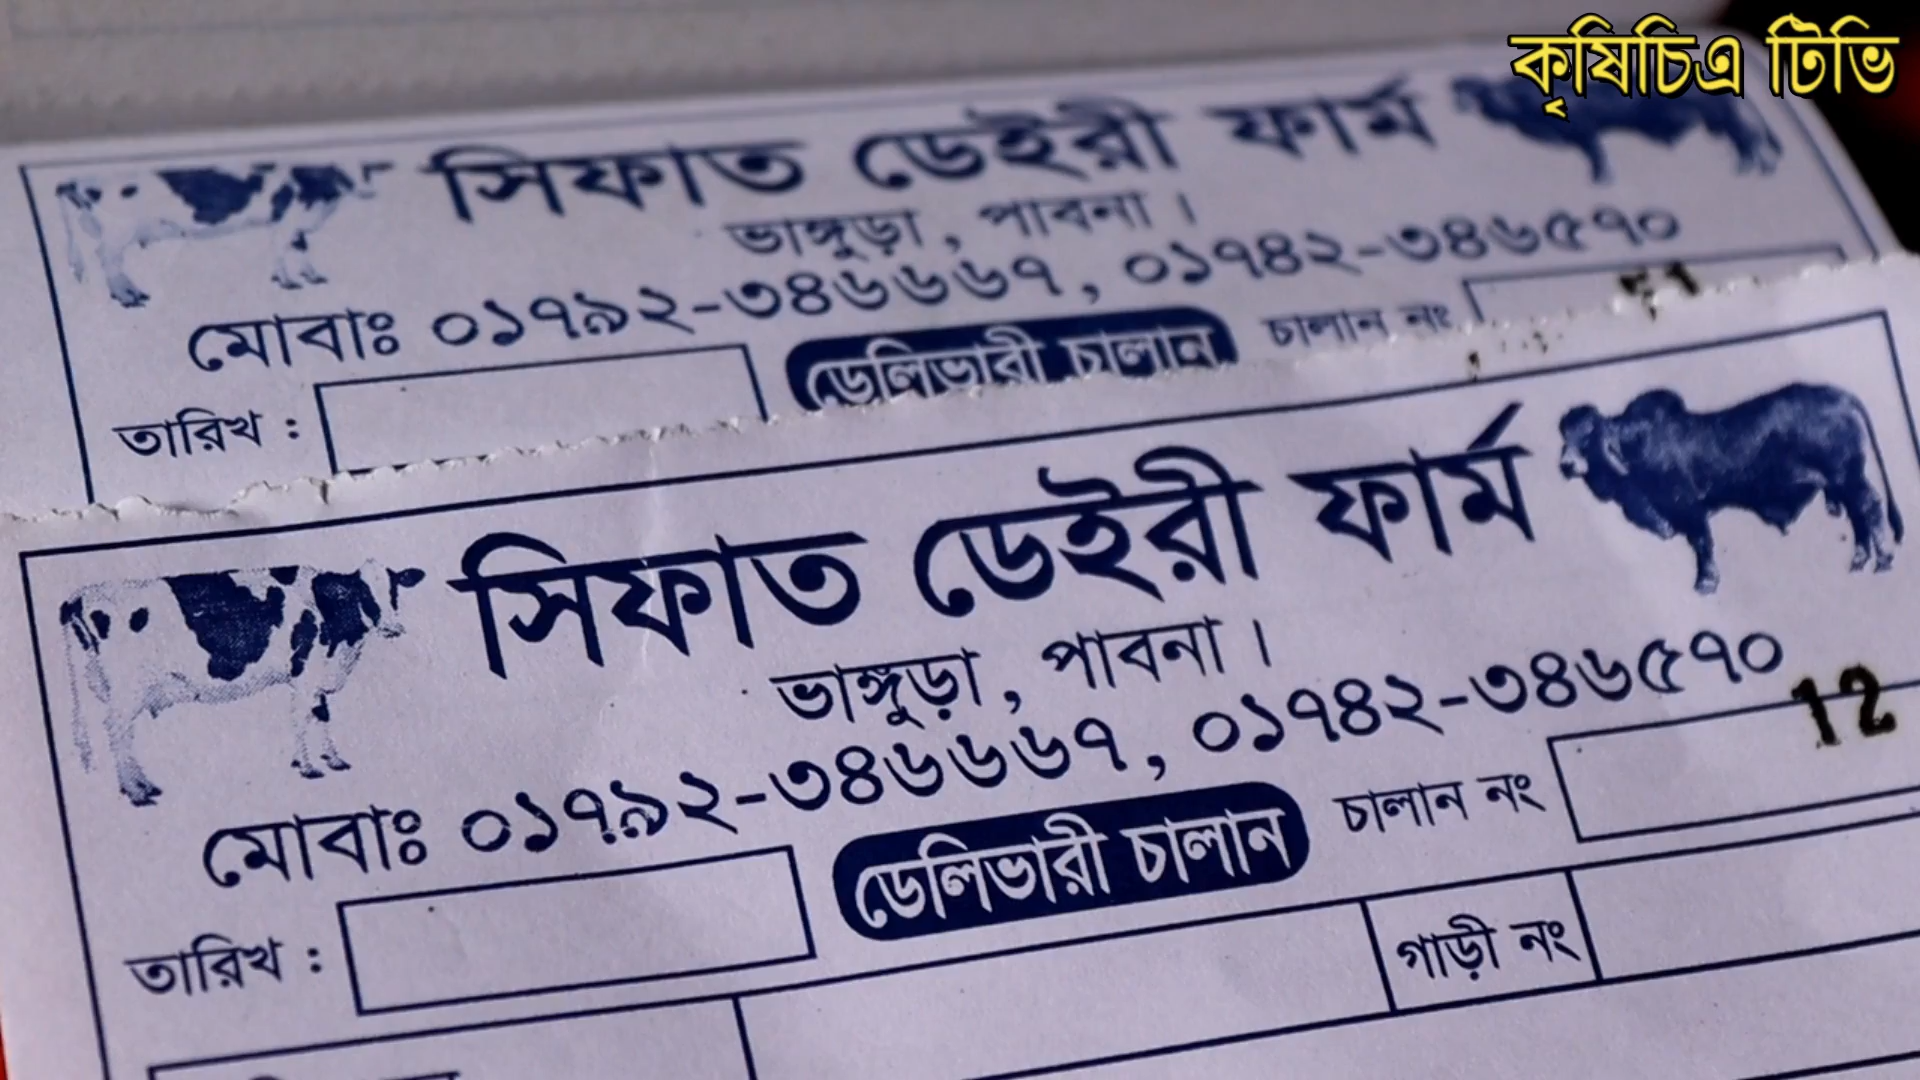 কৃষিচিএ টিভি
সিফাত ডেইরী ফার্ম
ভাঙ্গুড়া, পাবনা।
মোবাঃ ০১৭৯২-৩৪৬৬৬৭, ০১৭৪২-৩৪৬৫৭০
তারিখ : ডেলিভারী চালান চালান নং
সিফাত ডেইরী ফার্ম
ভাঙ্গুড়া, পাবনা।
মোবাঃ ০১৭৯২-৩৪৬৬৬৭, ০১৭৪২-৩৪৬৫৭০
তারিখ : ডেলিভারী চালান চালান নং 12
গাড়ী নং